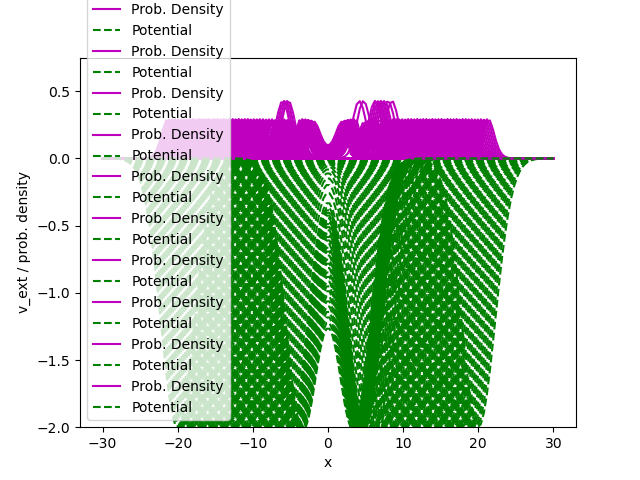 Prob. Density
Potential
Prob. Density
Potential
Prob. Density
Potential
Prob. Density
Potential
Prob. Density
Potential
Prob. Density
Potential
Prob. Density
Potential
Prob. Density
Potential
Prob. Density
Potential
Prob. Density
Potential
0.5
0.0
−0.5
−1.0
−1.5
−2.0
v_ext / prob. density
−30
−20
−10
0
10
20
30
x